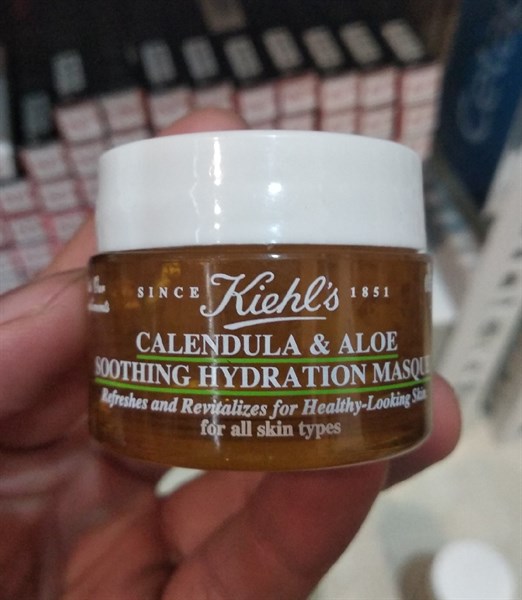 SINCE Kiehl's 1851
CALENDULA & ALOE
SOOTHING HYDRATION MASQUE
Refreshes and Revitalizes for Healthy-Looking Skin
for all skin types